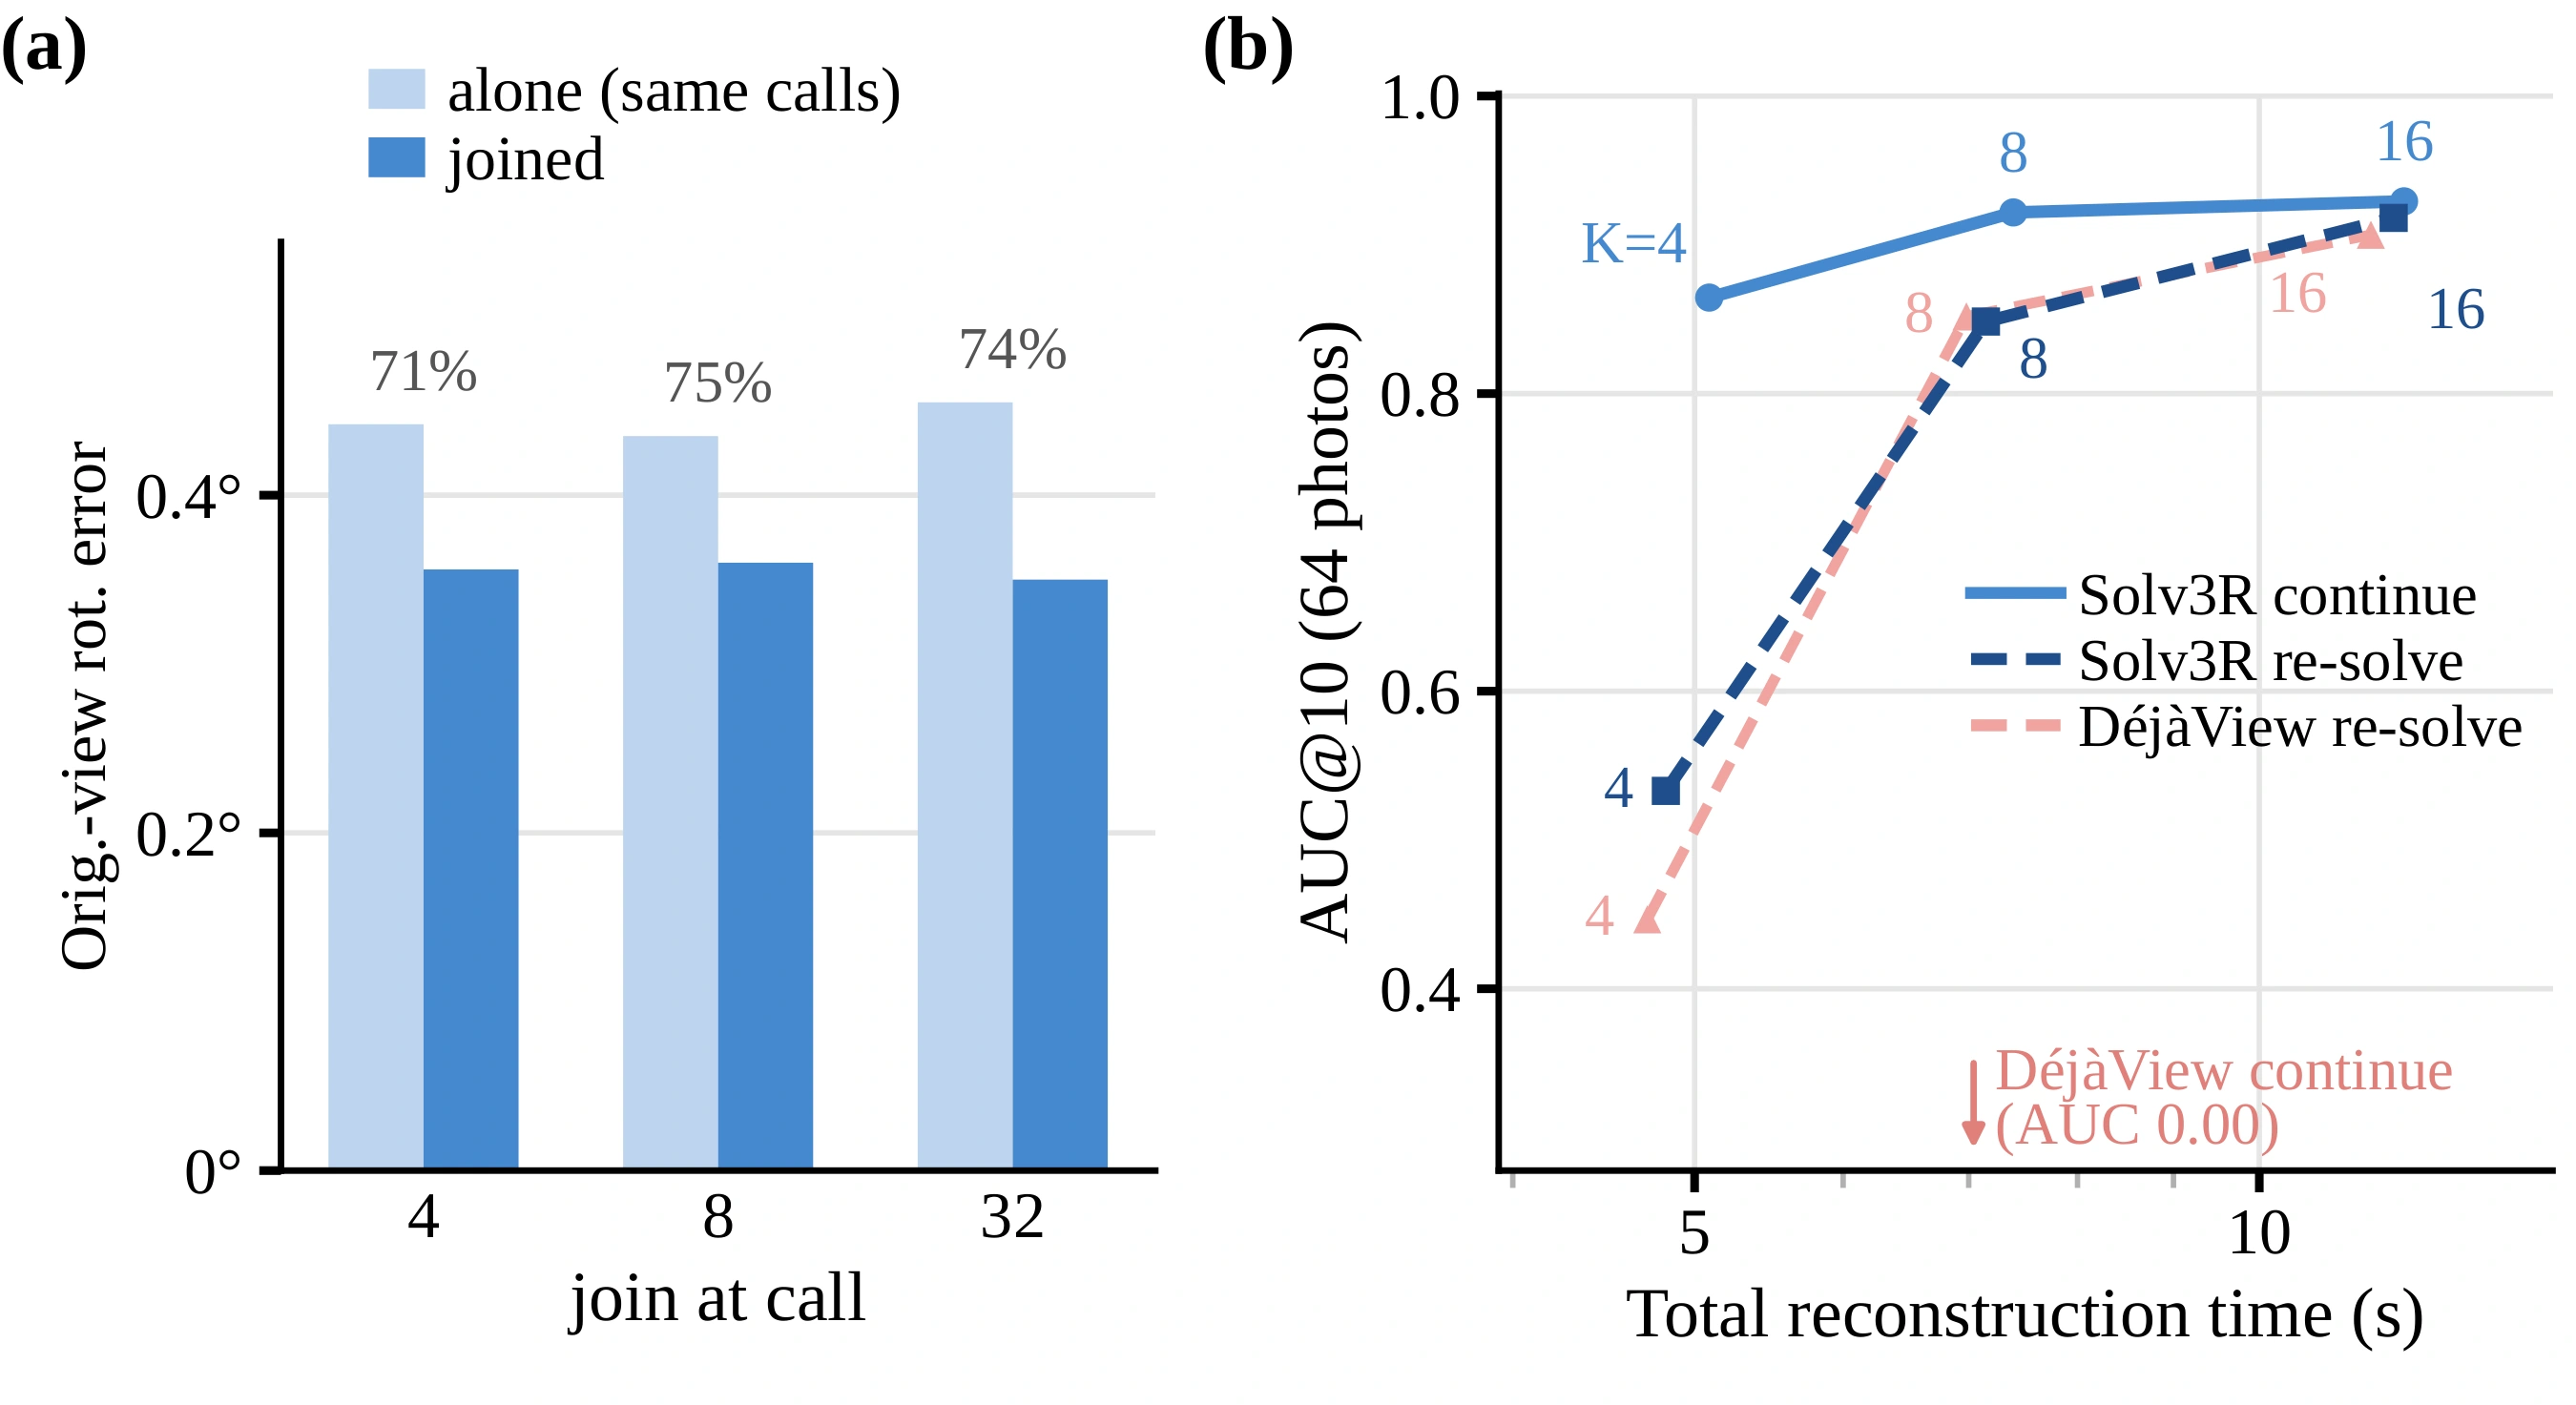 (a)
alone (same calls)
joined
Orig.-view rot. error
0.4°
0.2°
0°
71%
75%
74%
4
8
32
join at call
(b)
AUC@10 (64 photos)
1.0
0.8
0.6
0.4
K=4
8
16
8
8
16
16
4
4
Solv3R continue
Solv3R re-solve
DéjàView re-solve
DéjàView continue
(AUC 0.00)
5
10
Total reconstruction time (s)